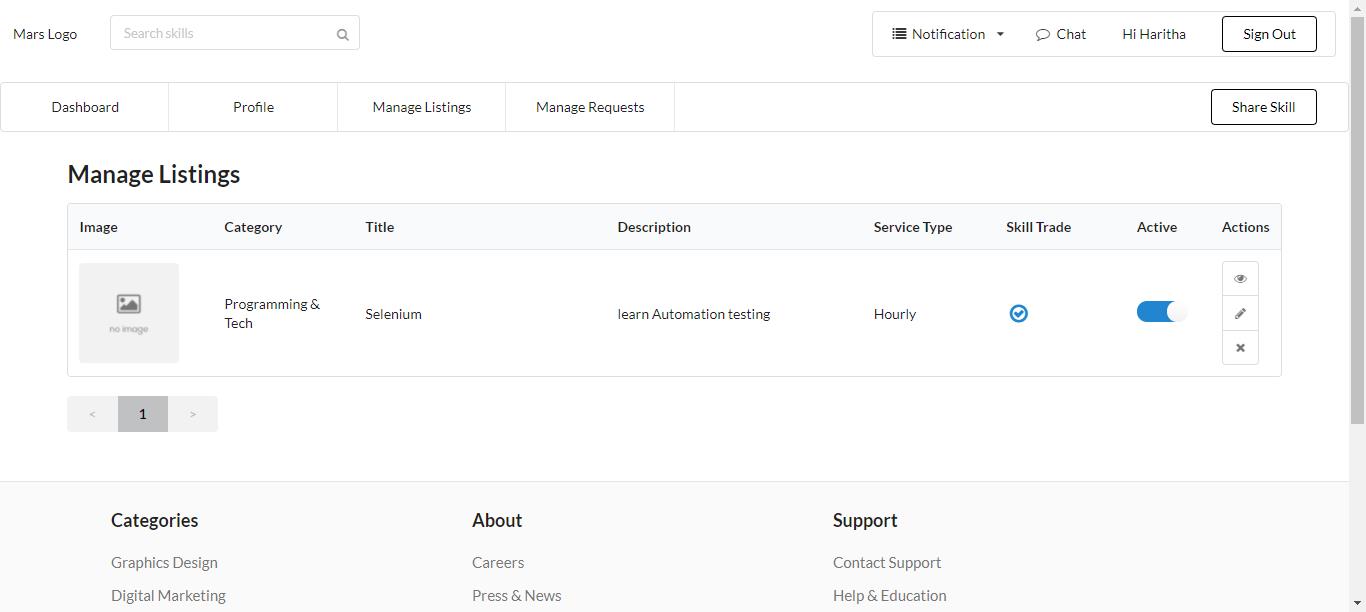 Mars Logo
Search skills
Notification
Chat
Hi Haritha
Sign Out
Dashboard
Profile
Manage Listings
Manage Requests
Share Skill
Manage Listings
Image
Category
Title
Description
Service Type
Skill Trade
Active
Actions
no image
Programming &
Tech
Selenium
learn Automation testing
Hourly
<
1
>
Categories
About
Support
Graphics Design
Careers
Contact Support
Digital Marketing
Press & News
Help & Education